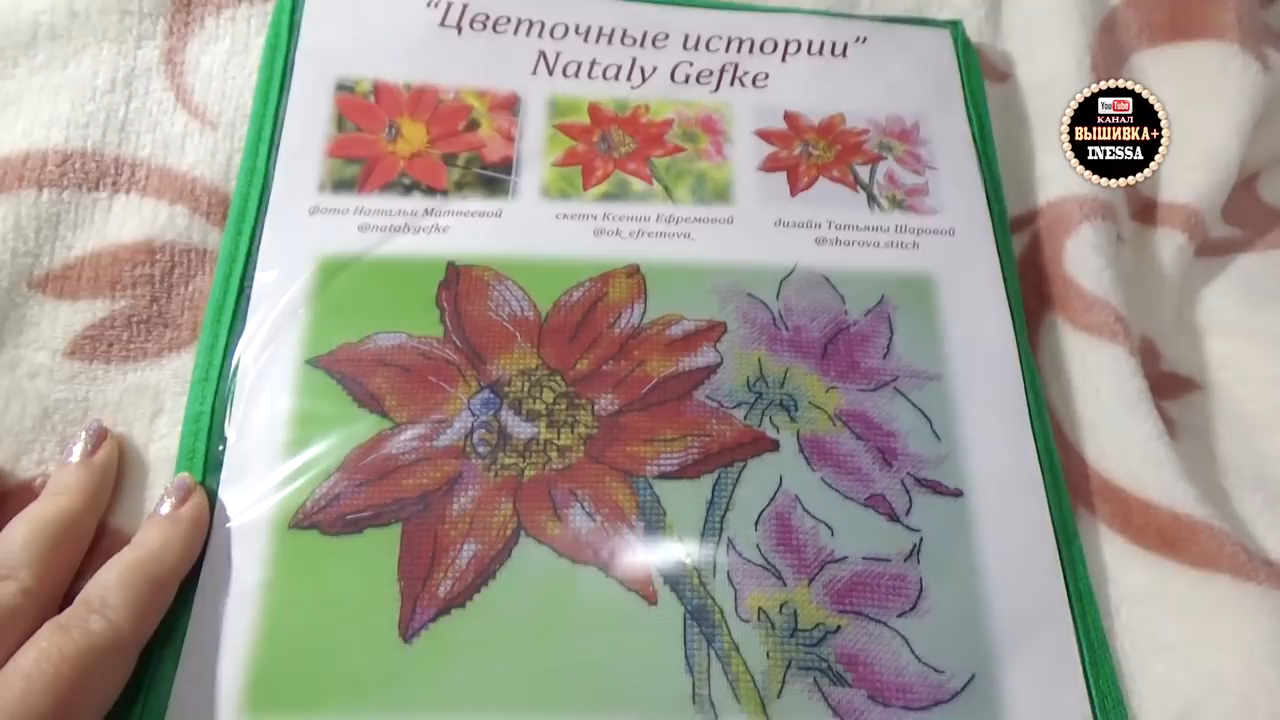 “Цветочные истории”
Nataly Gefke
фото Натальи Матвеевой
@natalygefke
скетч Ксении Ефремовой
@ok_efremova_
дизайн Татьяны Шаровой
@sharova.stitch
YouTube
КАНАЛ
ВЫШИВКА+
INESSA